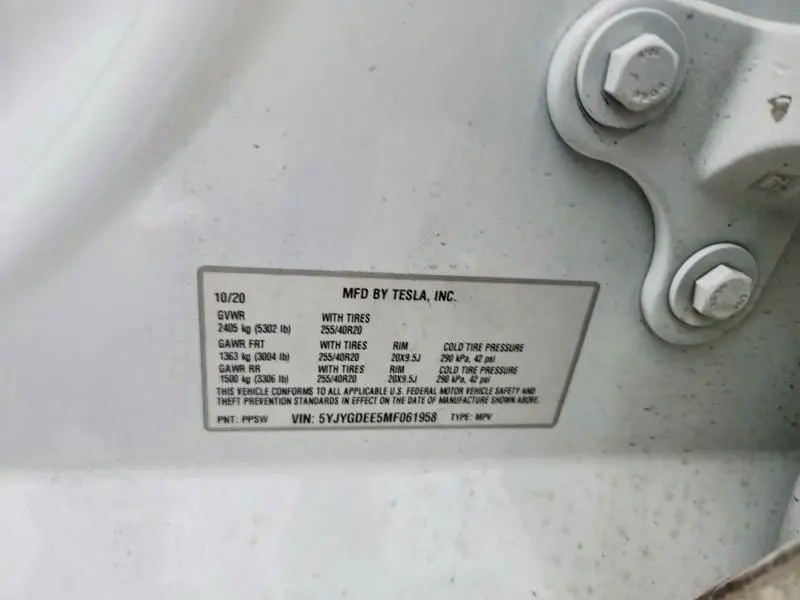 10/20 MFD BY TESLA, INC.
GVWR WITH TIRES
2405 kg (5302 lb) 255/40R20
GAWR FRT WITH TIRES RIM COLD TIRE PRESSURE
1363 kg (3004 lb) 255/40R20 20X9.5J 290 kPa, 42 psi
GAWR RR WITH TIRES RIM COLD TIRE PRESSURE
1500 kg (3306 lb) 255/40R20 20X9.5J 290 kPa, 42 psi
THIS VEHICLE CONFORMS TO ALL APPLICABLE U.S. FEDERAL MOTOR VEHICLE SAFETY AND
THEFT PREVENTION STANDARDS IN EFFECT ON THE DATE OF MANUFACTURE SHOWN ABOVE.
PNT: PPSW VIN: 5YJYGDEE5MF061958 TYPE: MPV